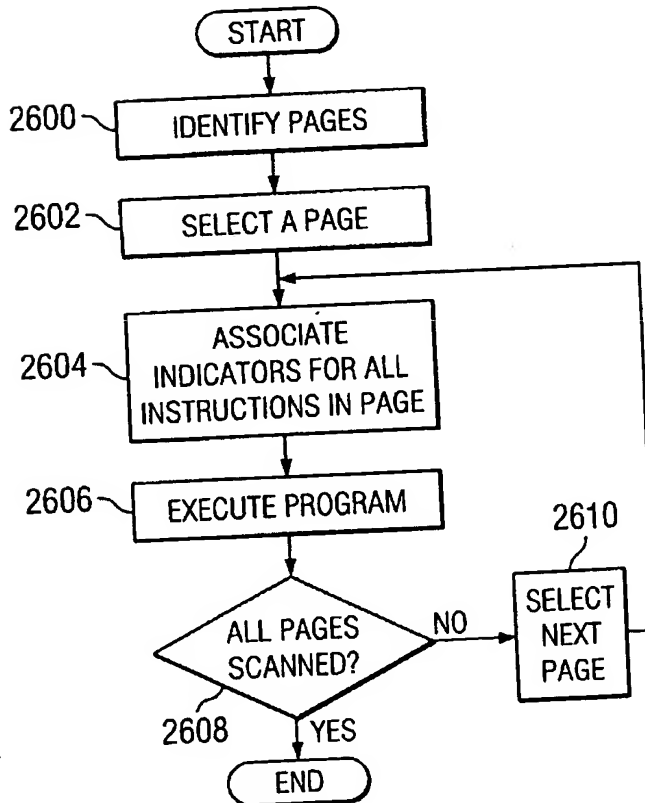 START
2600
IDENTIFY PAGES
2602
SELECT A PAGE
2604
ASSOCIATE
INDICATORS FOR ALL
INSTRUCTIONS IN PAGE
2606
EXECUTE PROGRAM
2608
ALL PAGES
SCANNED?
NO
2610
SELECT
NEXT
PAGE
YES
END